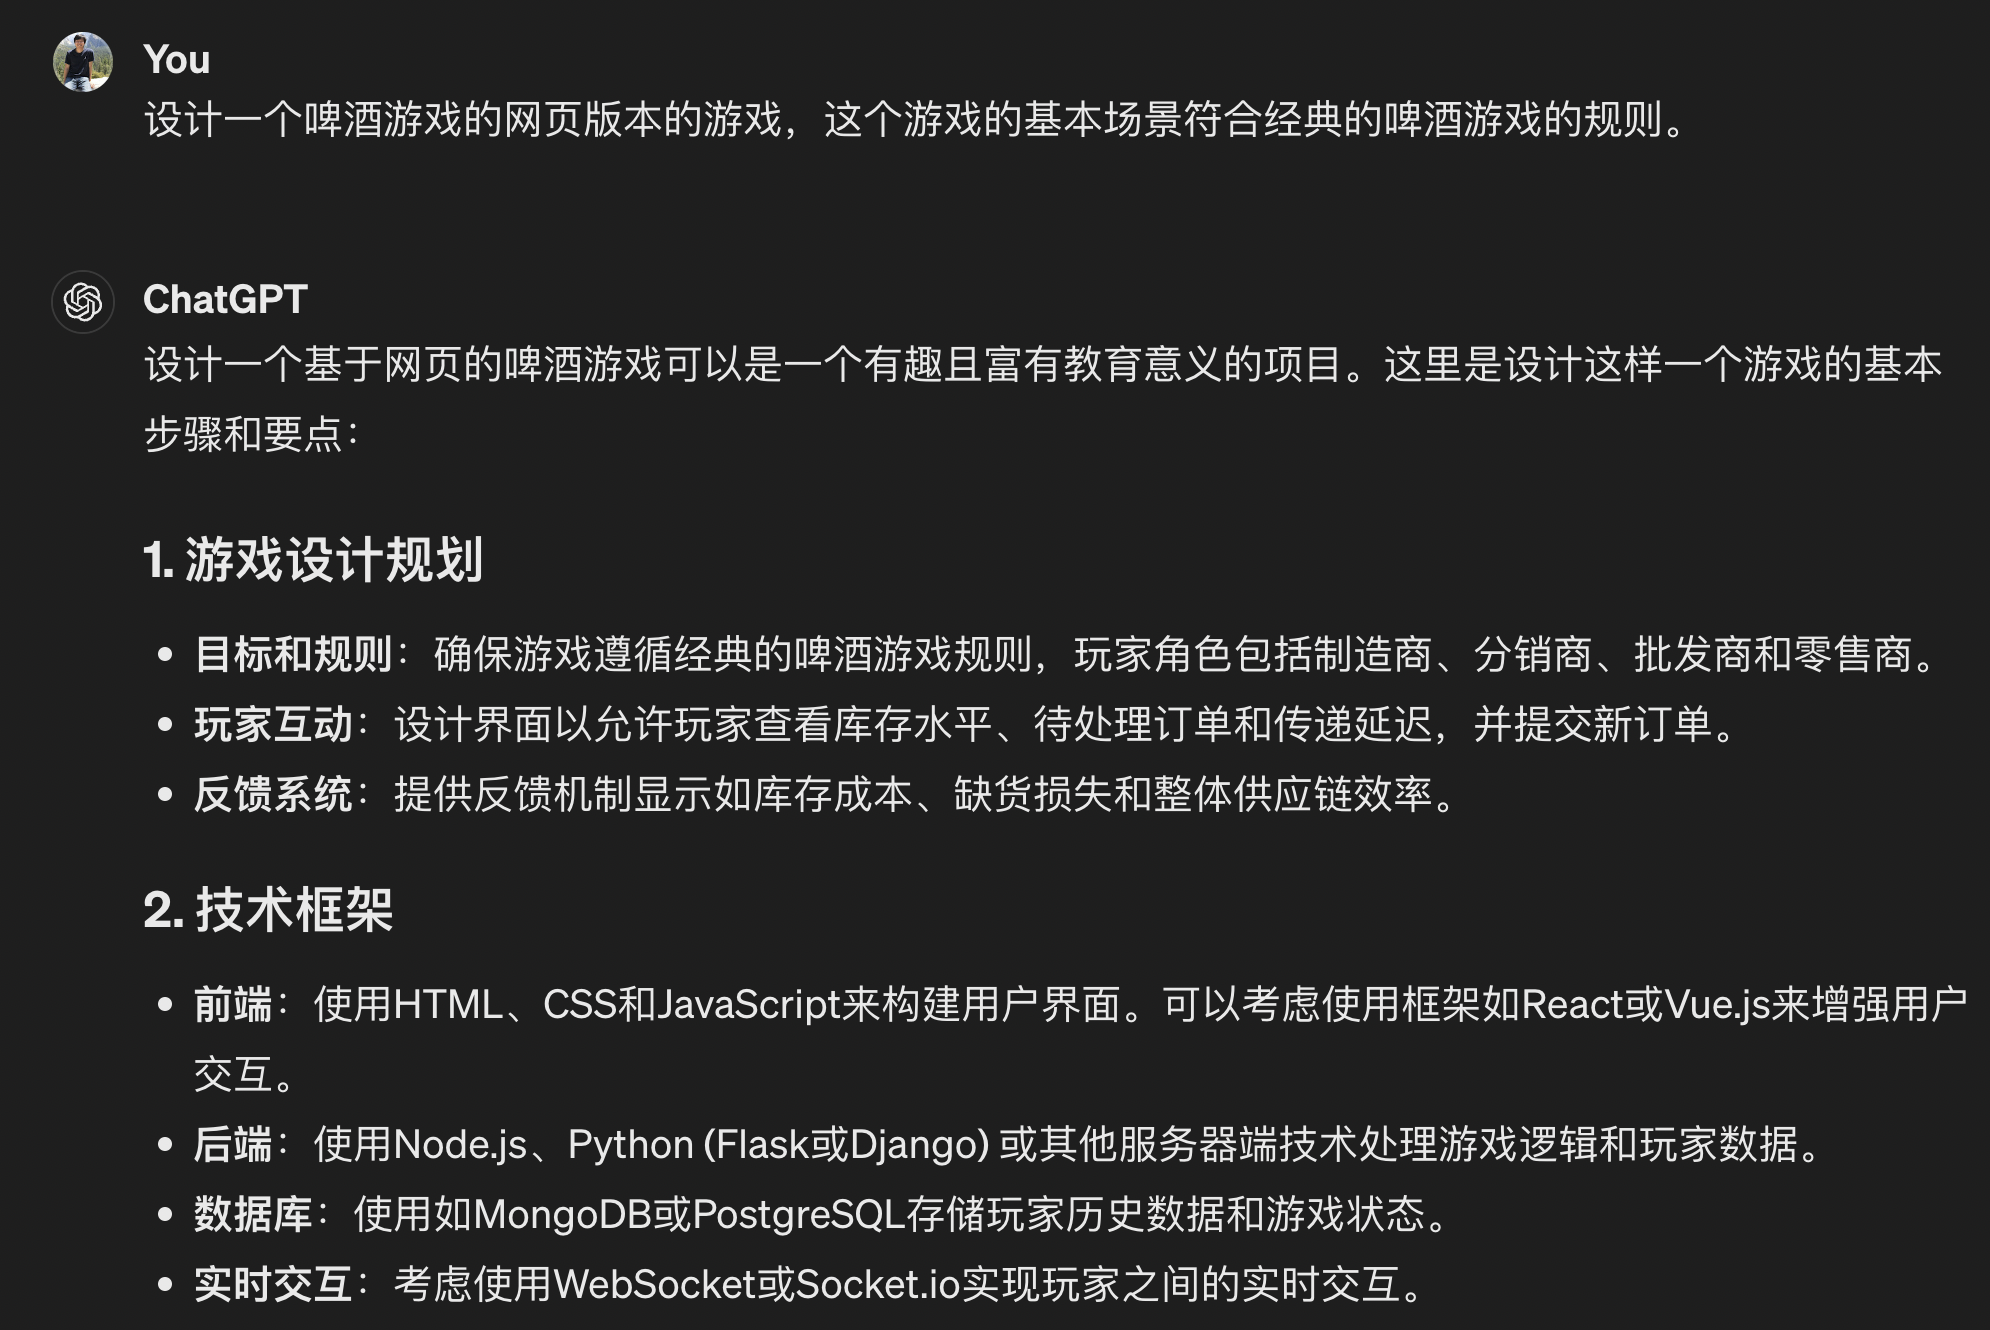 You
设计一个啤酒游戏的网页版本的游戏，这个游戏的基本场景符合经典的啤酒游戏的规则。
ChatGPT
设计一个基于网页的啤酒游戏可以是一个有趣且富有教育意义的项目。这里是设计这样一个游戏的基本
步骤和要点：
1. 游戏设计规划
• 目标和规则：确保游戏遵循经典的啤酒游戏规则，玩家角色包括制造商、分销商、批发商和零售商。
• 玩家互动：设计界面以允许玩家查看库存水平、待处理订单和传递延迟，并提交新订单。
• 反馈系统：提供反馈机制显示如库存成本、缺货损失和整体供应链效率。
2. 技术框架
• 前端：使用HTML、CSS和JavaScript来构建用户界面。可以考虑使用框架如React或Vue.js来增强用户
交互。
• 后端：使用Node.js、Python (Flask或Django) 或其他服务器端技术处理游戏逻辑和玩家数据。
• 数据库：使用如MongoDB或PostgreSQL存储玩家历史数据和游戏状态。
• 实时交互：考虑使用WebSocket或Socket.io实现玩家之间的实时交互。